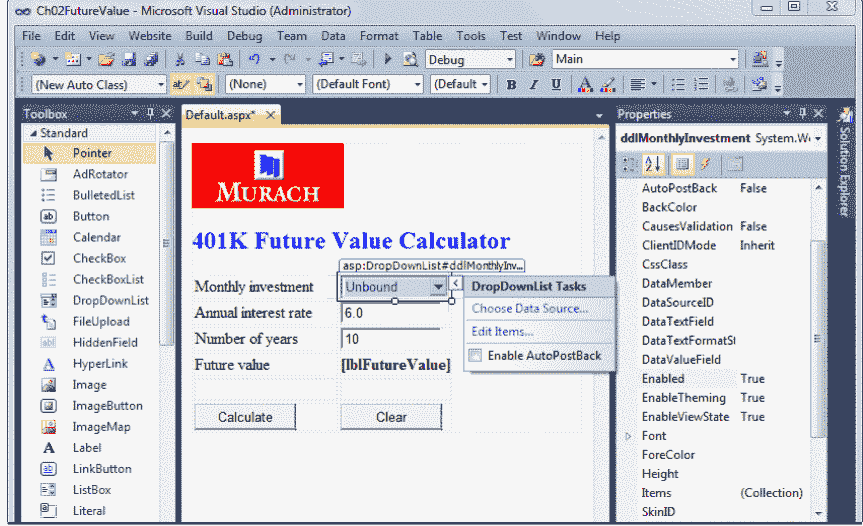 Ch02FutureValue - Microsoft Visual Studio (Administrator)
File Edit View Website Build Debug Team Data Format Table Tools Test Window Help
Debug Main
(New Auto Class) (None) (Default Font) (Default B I U A
Toolbox
Standard
Pointer
AdRotator
BulletedList
Button
Calendar
CheckBox
CheckBoxList
DropDownList
FileUpload
HiddenField
HyperLink
Image
ImageButton
ImageMap
Label
LinkButton
ListBox
Literal
Default.aspx*
MURACH
401K Future Value Calculator
asp:DropDownList#ddlMonthlyInv...
Monthly investment Unbound
Annual interest rate 6.0
Number of years 10
Future value [lblFutureValue]
Calculate Clear
DropDownList Tasks
Choose Data Source...
Edit Items...
Enable AutoPostBack
Properties
ddlMonthlyInvestment System.W
AutoPostBack False
BackColor
CausesValidation False
ClientIDMode Inherit
CssClass
DataMember
DataSourceID
DataTextField
DataTextFormatSt
DataValueField
Enabled True
EnableTheming True
EnableViewState True
Font
ForeColor
Height
Items (Collection)
SkinID
Solution Explorer